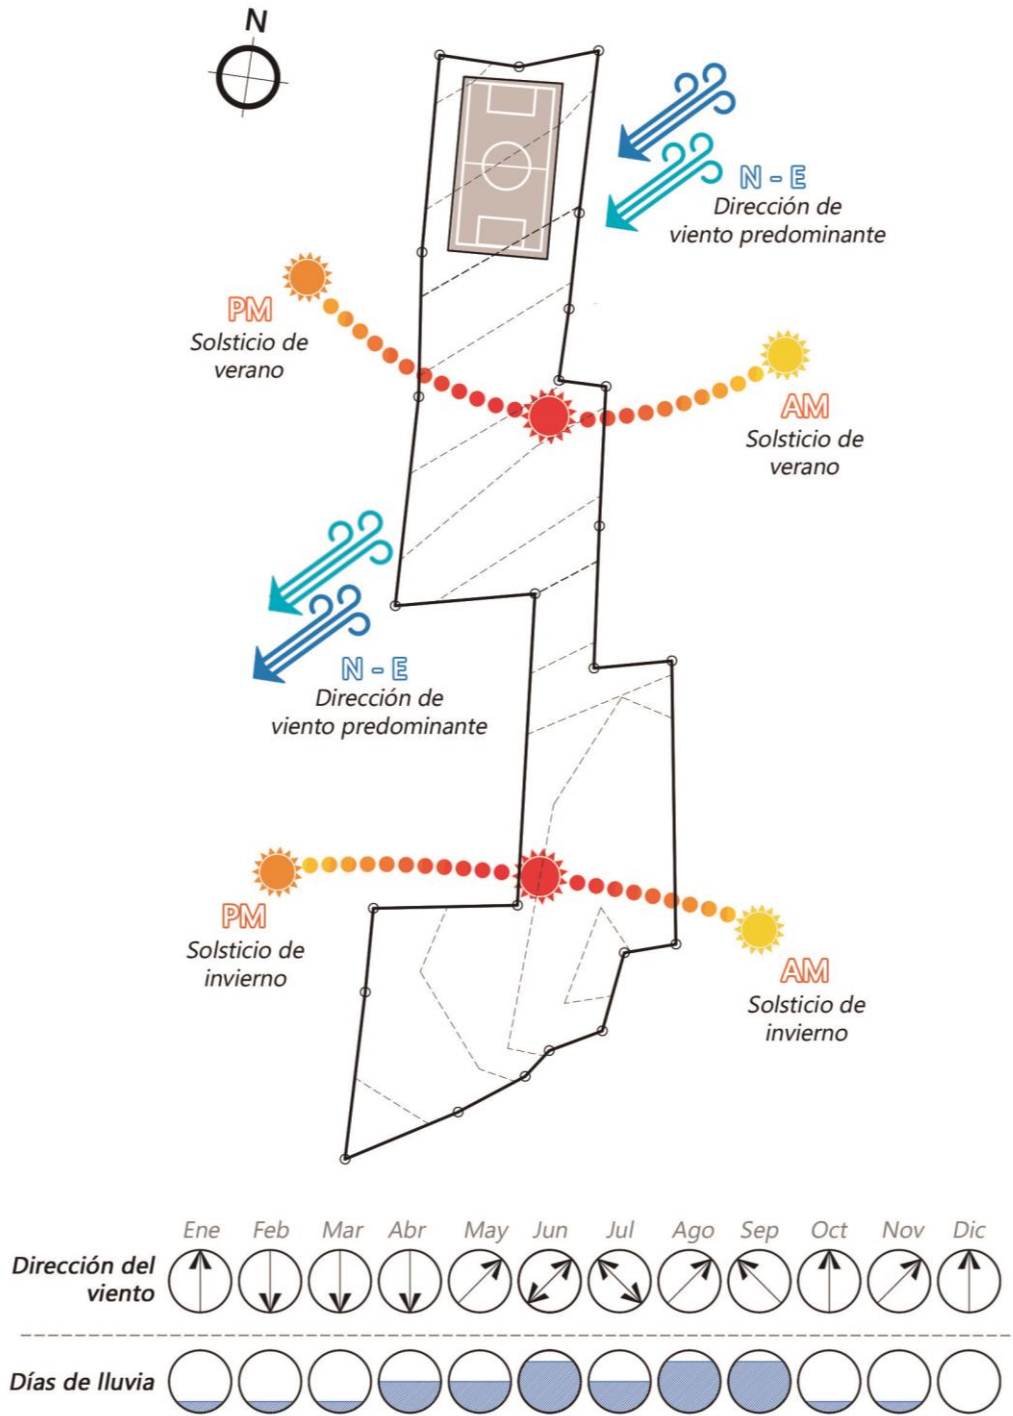 N
N - E
Dirección de
viento predominante
PM
Solsticio de
verano
AM
Solsticio de
verano
N - E
Dirección de
viento predominante
PM
Solsticio de
invierno
AM
Solsticio de
invierno
Ene Feb Mar Abr May Jun Jul Ago Sep Oct Nov Dic
Dirección del
viento
Días de lluvia